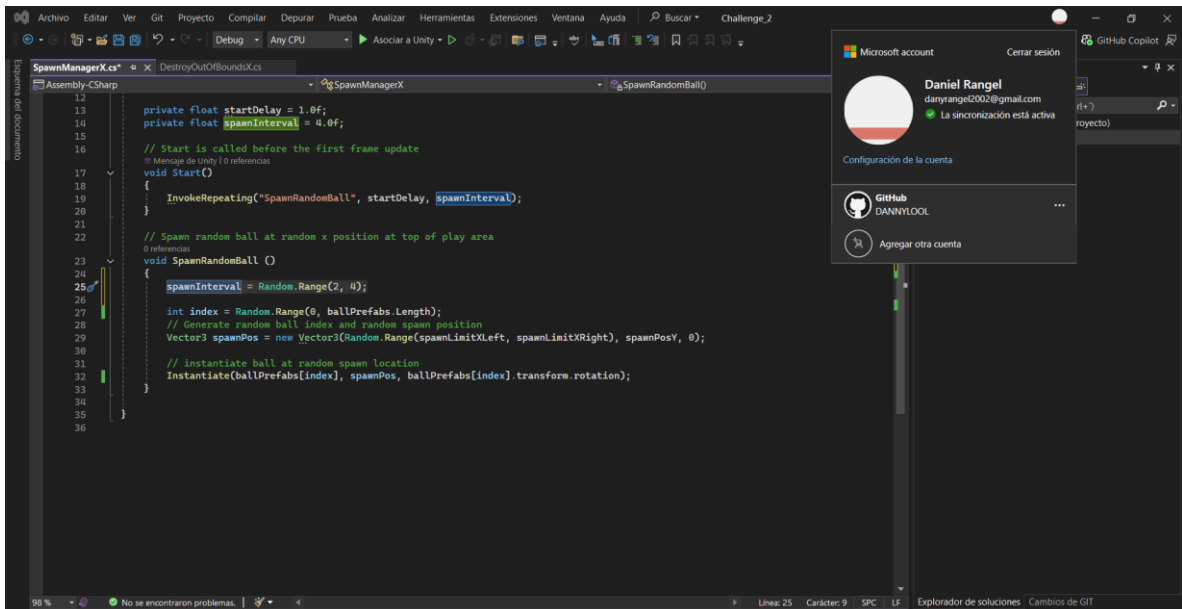 Archivo Editar Ver Git Proyecto Compilar Depurar Prueba Analizar Herramientas Extensiones Ventana Ayuda Buscar Challenge_2
Debug Any CPU Asociar a Unity GitHub Copilot
SpawnManagerX.cs* DestroyOutOfBoundsX.cs
Assembly-CSharp SpawnManagerX SpawnRandomBall()
Esquema del documento
12
13 private float startDelay = 1.0f;
14 private float spawnInterval = 4.0f;
15
16 // Start is called before the first frame update
Mensaje de Unity | 0 referencias
17 void Start()
18 {
19 InvokeRepeating("SpawnRandomBall", startDelay, spawnInterval);
20 }
21
22 // Spawn random ball at random x position at top of play area
0 referencias
23 void SpawnRandomBall ()
24 {
25 spawnInterval = Random.Range(2, 4);
26
27 int index = Random.Range(0, ballPrefabs.Length);
28 // Generate random ball index and random spawn position
29 Vector3 spawnPos = new Vector3(Random.Range(spawnLimitXLeft, spawnLimitXRight), spawnPosY, 0);
30
31 // instantiate ball at random spawn location
32 Instantiate(ballPrefabs[index], spawnPos, ballPrefabs[index].transform.rotation);
33 }
34
35 }
36
Microsoft account Cerrar sesión
Daniel Rangel
danyrangel2002@gmail.com
La sincronización está activa
Configuración de la cuenta
GitHub
DANNYLOOL
Agregar otra cuenta
royecto)
98 % No se encontraron problemas. Línea: 25 Carácter: 9 SPC LF
Explorador de soluciones Cambios de GIT